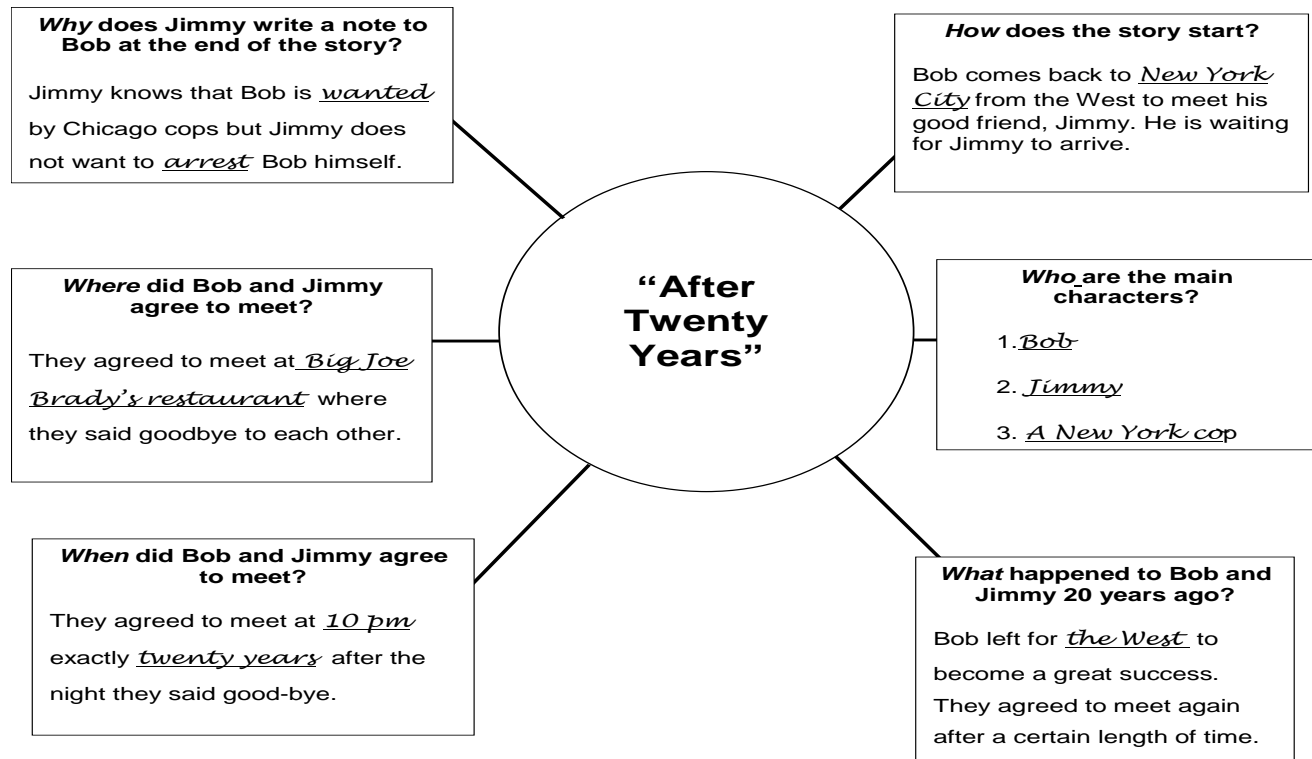 Why does Jimmy write a note to
Bob at the end of the story?
Jimmy knows that Bob is wanted
by Chicago cops but Jimmy does
not want to arrest Bob himself.
How does the story start?
Bob comes back to New York
City from the West to meet his
good friend, Jimmy. He is waiting
for Jimmy to arrive.
“After
Twenty
Years”
Where did Bob and Jimmy
agree to meet?
They agreed to meet at Big Joe
Brady’s restaurant where
they said goodbye to each other.
Who are the main
characters?
1. Bob
2. Jimmy
3. A New York cop
When did Bob and Jimmy agree
to meet?
They agreed to meet at 10 pm
exactly twenty years after the
night they said good-bye.
What happened to Bob and
Jimmy 20 years ago?
Bob left for the West to
become a great success.
They agreed to meet again
after a certain length of time.